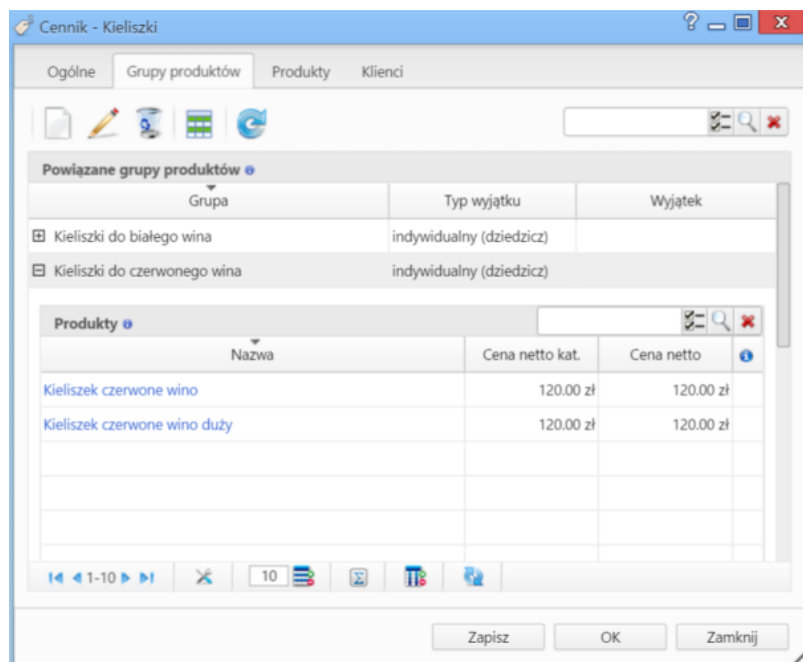 Cennik - Kieliszki
Ogólne Grupy produktów Produkty Klienci
Powiązane grupy produktów
Grupa Typ wyjątku Wyjątek
Kieliszki do białego wina indywidualny (dziedzicz)
Kieliszki do czerwonego wina indywidualny (dziedzicz)
Produkty
Nazwa Cena netto kat. Cena netto
Kieliszek czerwone wino 120.00 zł 120.00 zł
Kieliszek czerwone wino duży 120.00 zł 120.00 zł
1-10 10
Zapisz OK Zamknij